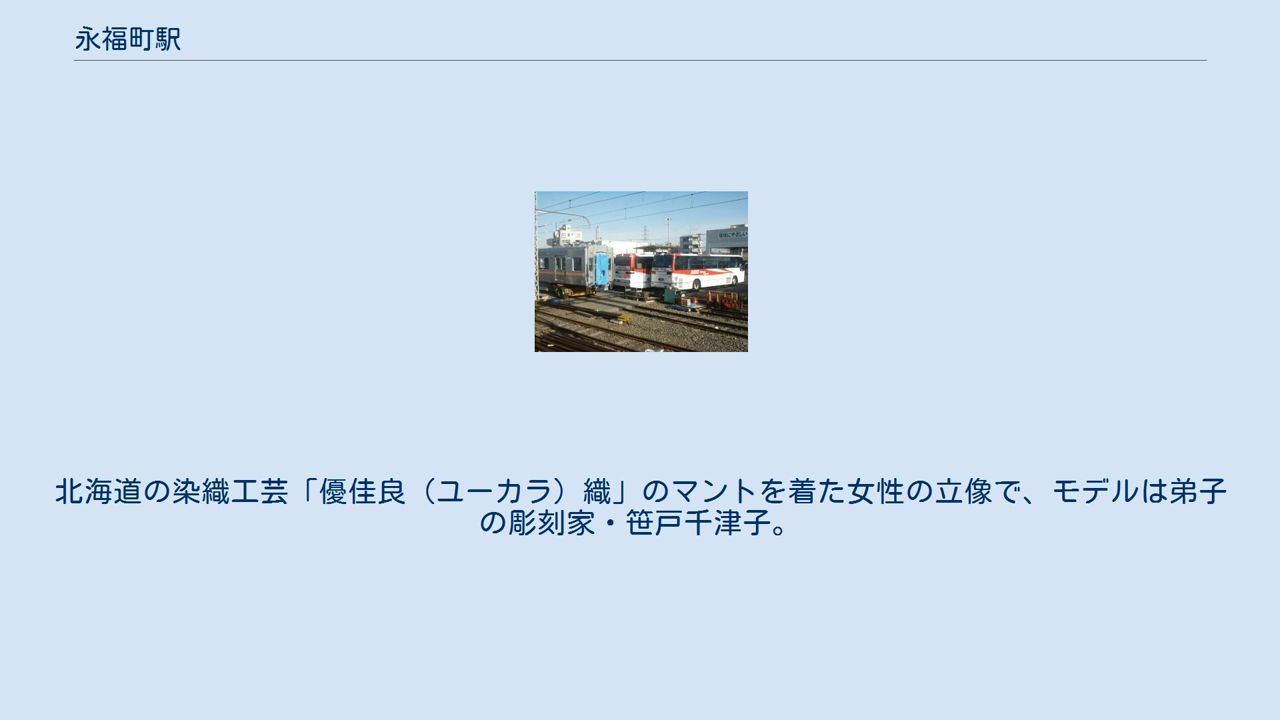 永福町駅
北海道の染織工芸「優佳良（ユーカラ）織」のマントを着た女性の立像で、モデルは弟子
の彫刻家・笹戸千津子。